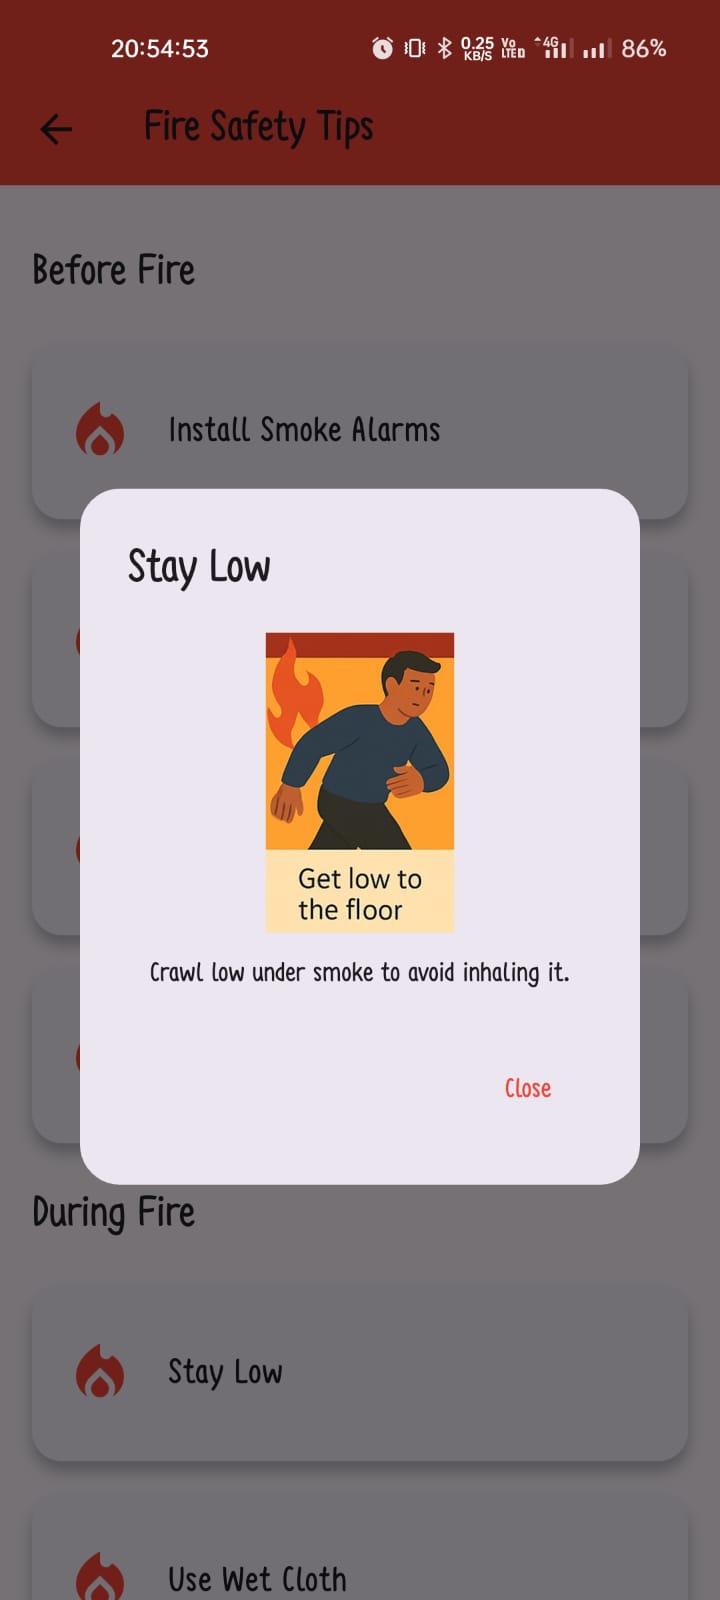 20:54:53 0.25 KB/S Vo LTED 4G 86%
Fire Safety Tips
Before Fire
Install Smoke Alarms
Stay Low
Get low to
the floor
Crawl low under smoke to avoid inhaling it.
Close
During Fire
Stay Low
Use Wet Cloth